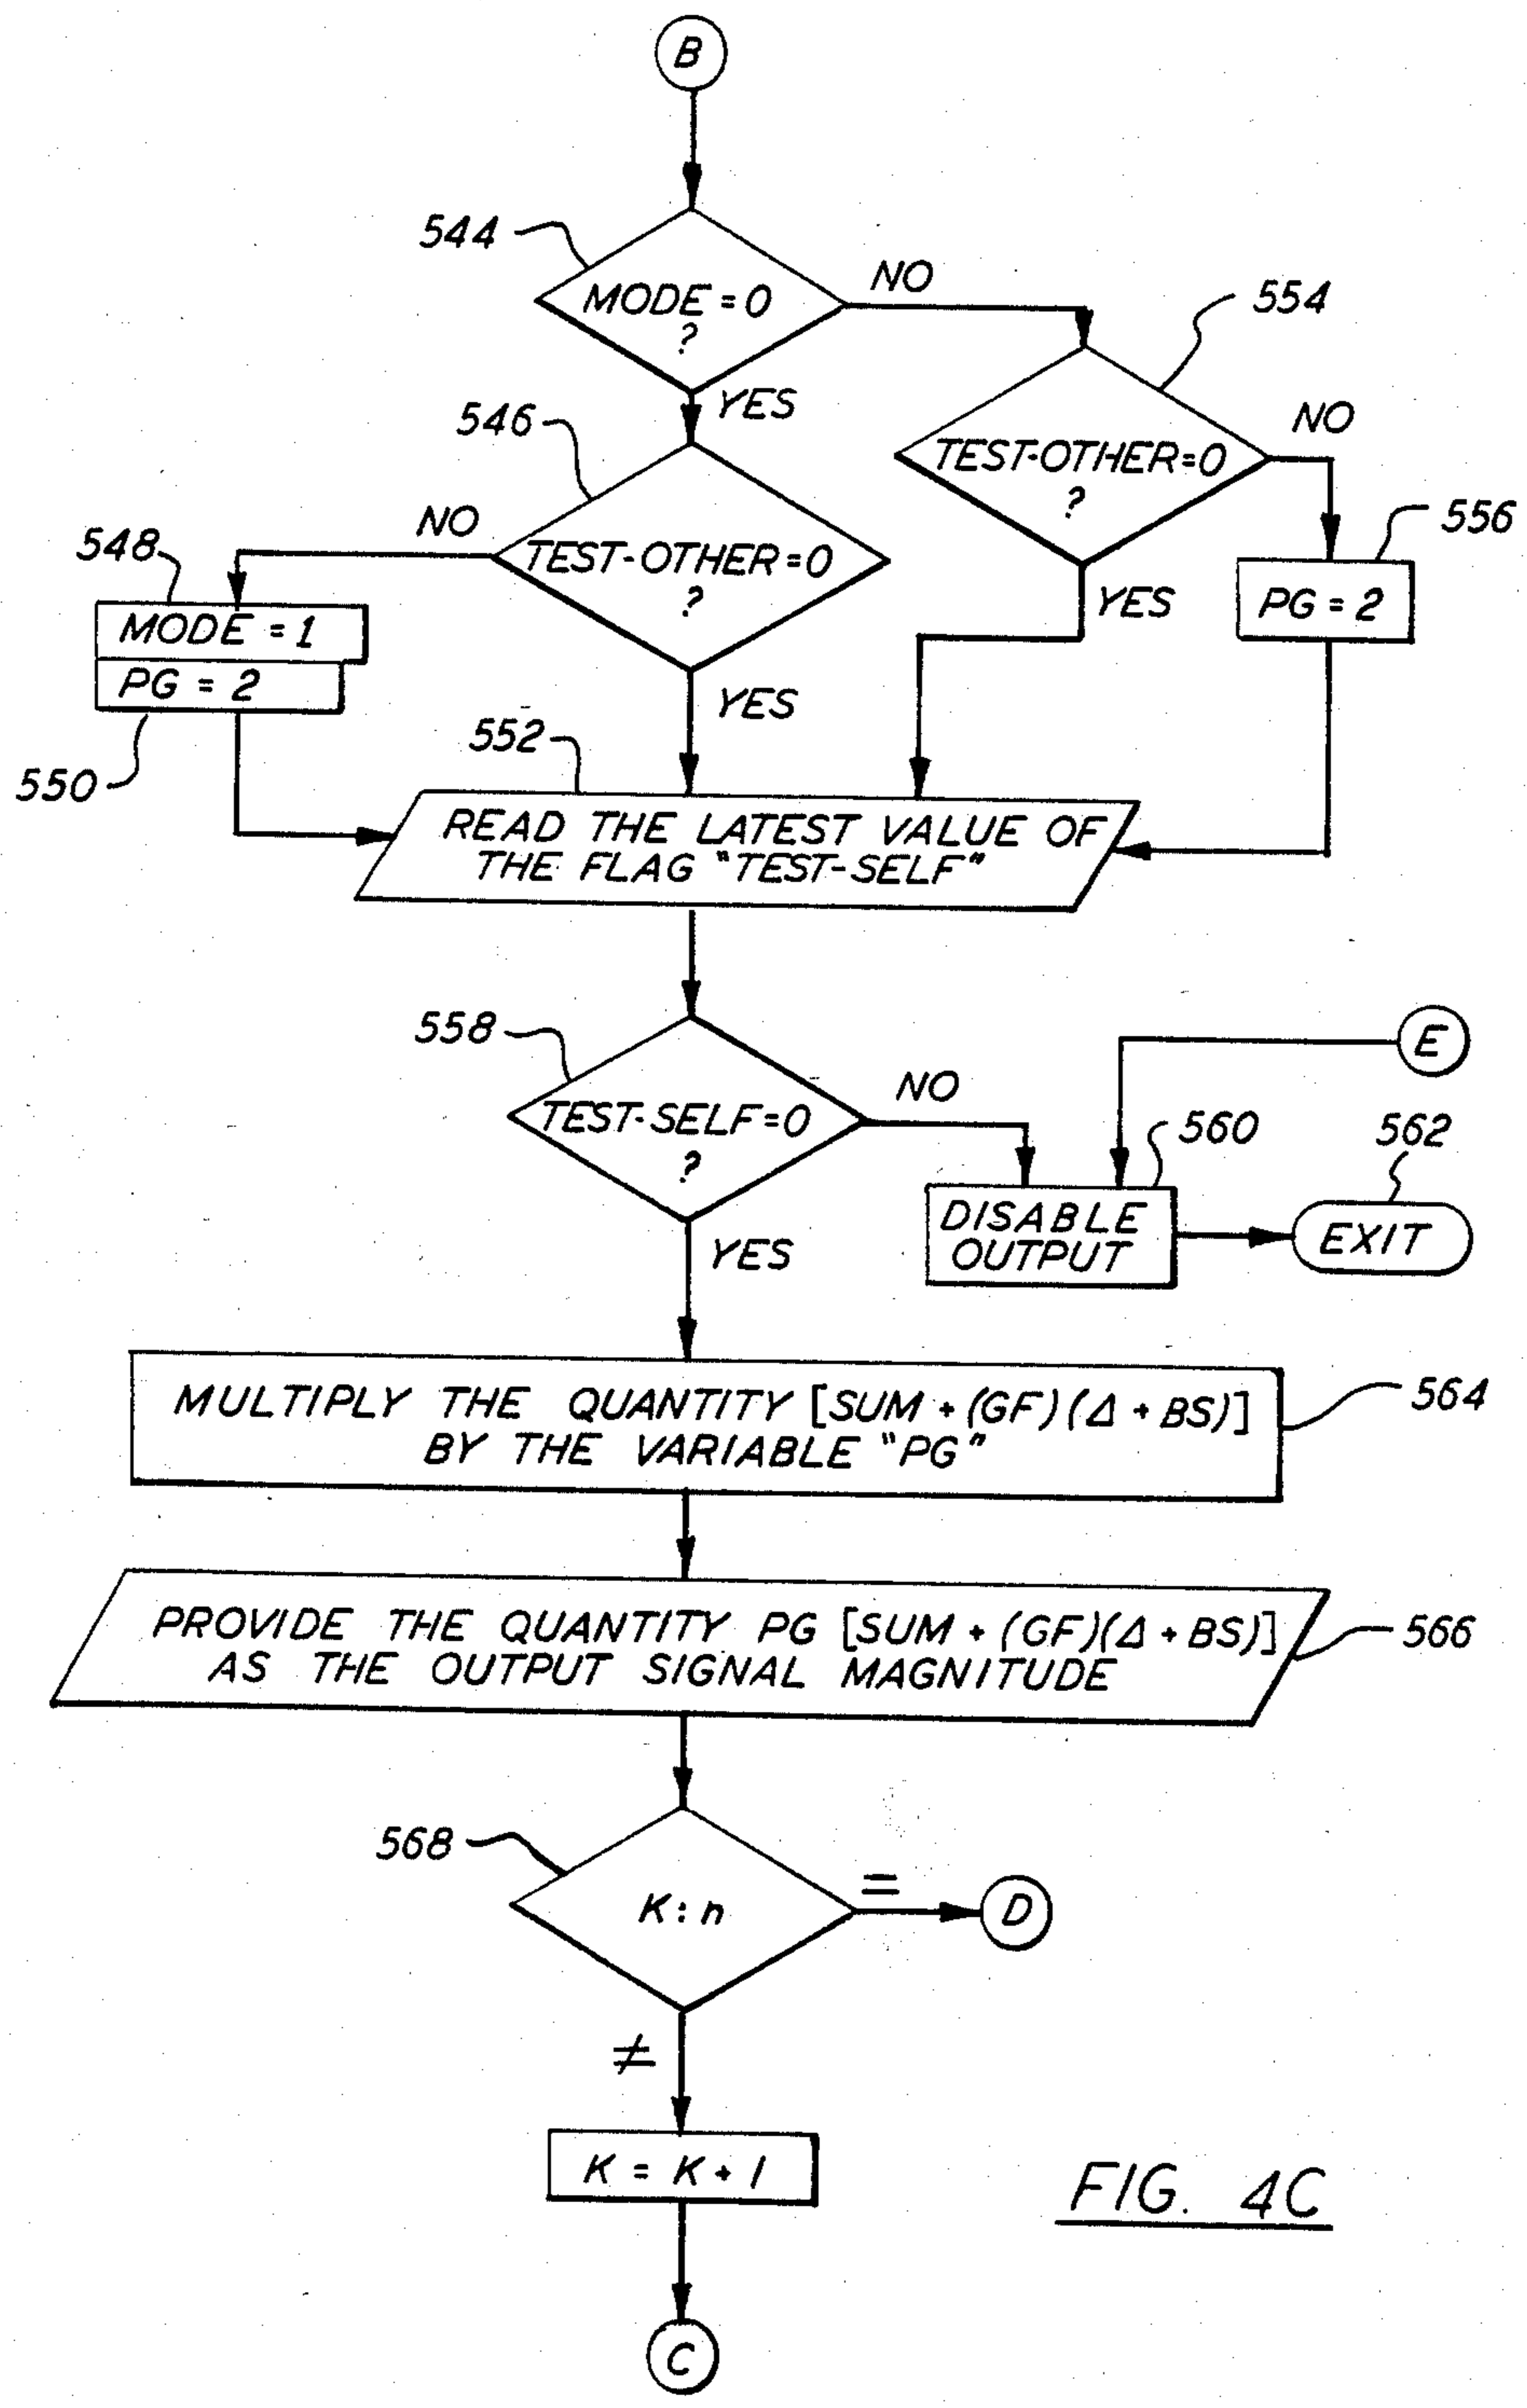 B
544
MODE = 0
?
NO
YES
554
546
TEST-OTHER=0
?
NO
TEST-OTHER=0
?
NO
556
548
MODE = 1
PG = 2
550
YES
PG = 2
YES
552
READ THE LATEST VALUE OF
THE FLAG "TEST-SELF"
558
TEST-SELF=0
?
NO
E
560
562
DISABLE
OUTPUT
EXIT
YES
MULTIPLY THE QUANTITY [SUM + (GF)(Δ + BS)]
BY THE VARIABLE "PG"
564
PROVIDE THE QUANTITY PG [SUM + (GF)(Δ + BS)]
AS THE OUTPUT SIGNAL MAGNITUDE
566
568
K: n
=
D
≠
K = K + 1
FIG. 4C
C